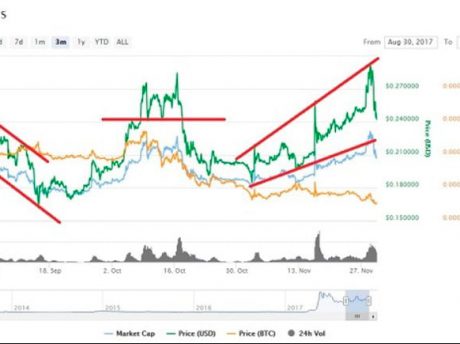 7d 1m 3m 1y YTD ALL
From Aug 30, 2017 To
$0.270000
$0.240000
$0.210000
$0.180000
$0.150000
Price (USD)
18. Sep 2. Oct 16. Oct 30. Oct 13. Nov 27. Nov
2014 2015 2016 2017
Market Cap Price (USD) Price (BTC) 24h Vol